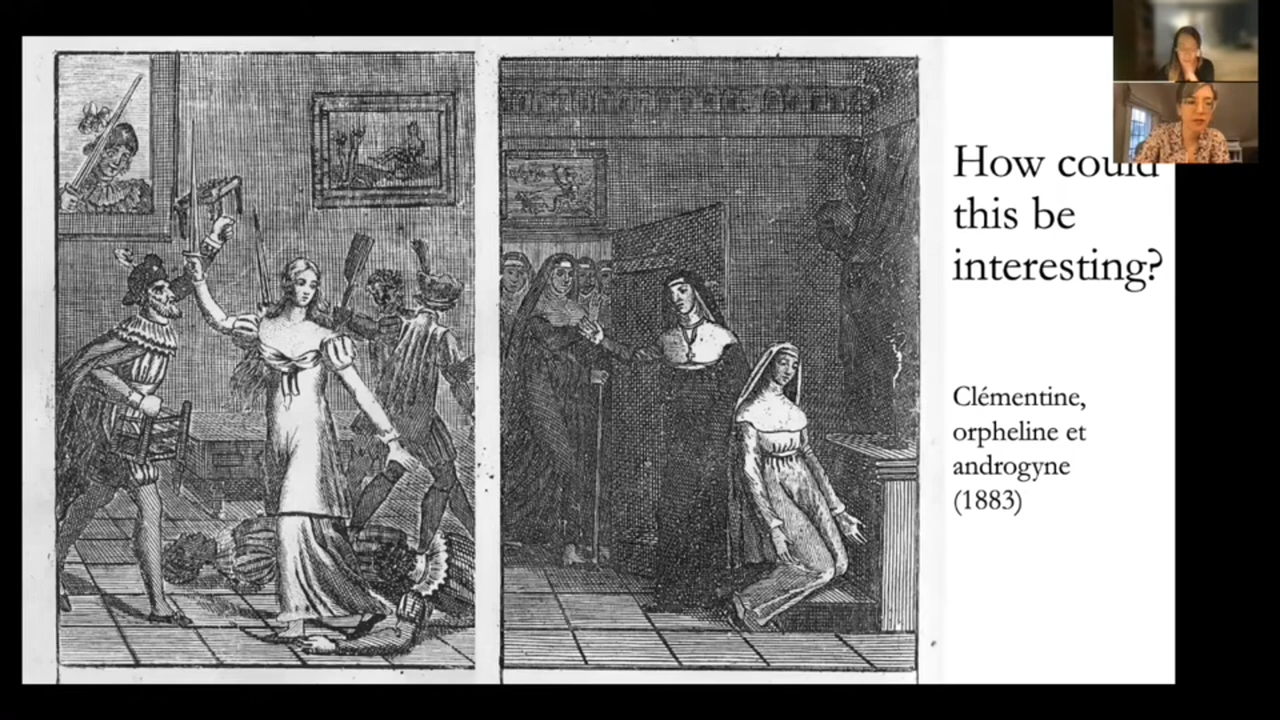 How could
this be
interesting?
Clémentine,
orpheline et
androgyne
(1883)